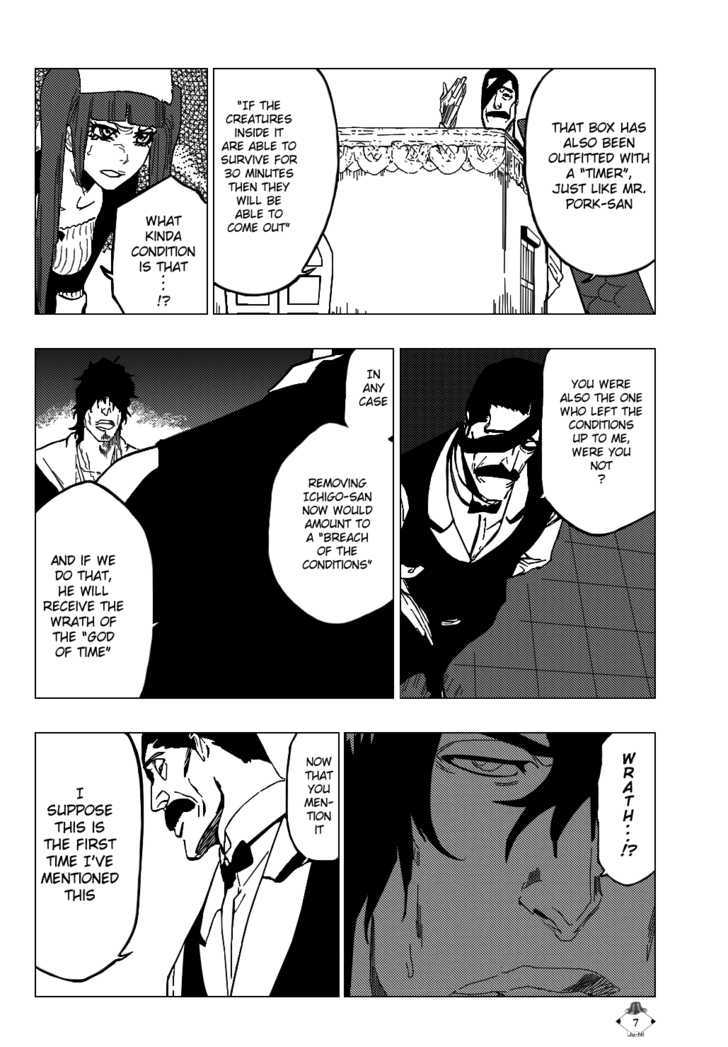 THAT BOX HAS
ALSO BEEN
OUTFITTED WITH
A "TIMER",
JUST LIKE MR.
PORK-SAN
"IF THE
CREATURES
INSIDE IT
ARE ABLE TO
SURVIVE FOR
30 MINUTES
THEN THEY
WILL BE
ABLE TO
COME OUT"
WHAT
KINDA
CONDITION
IS THAT
...
!?
YOU WERE
ALSO THE ONE
WHO LEFT THE
CONDITIONS
UP TO ME,
WERE YOU
NOT
?
IN
ANY
CASE
REMOVING
ICHIGO-SAN
NOW WOULD
AMOUNT TO
A "BREACH
OF THE
CONDITIONS"
AND IF WE
DO THAT,
HE WILL
RECEIVE THE
WRATH OF
THE "GOD
OF TIME"
WRATH...!?
NOW
THAT
YOU
MEN-
TION
IT
I
SUPPOSE
THIS IS
THE FIRST
TIME I'VE
MENTIONED
THIS
7